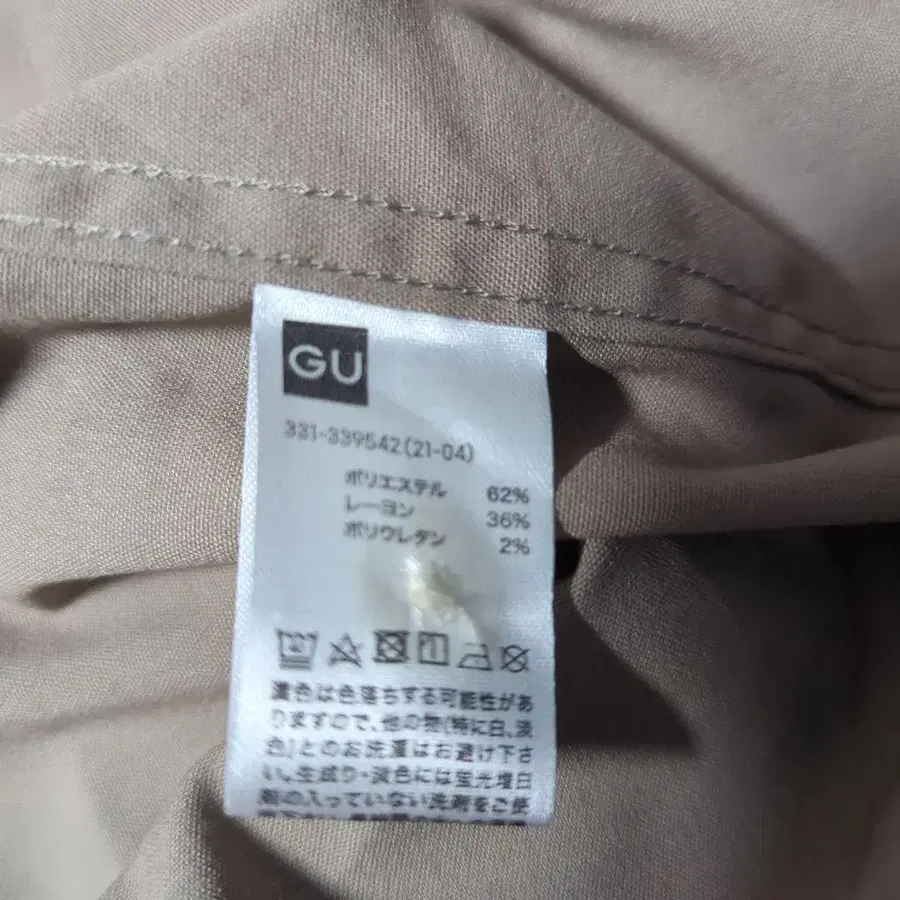 GU
331-339542(21-04)
ポリエステル 62%
レーヨン 36%
ポリウレタン 2%
濃色は色落ちする可能性があ
りますので、他の物(特に白、淡
色)とのお洗濯はお避け下さ
い。生成り・淡色には蛍光増白
剤の入っていない洗剤をご使